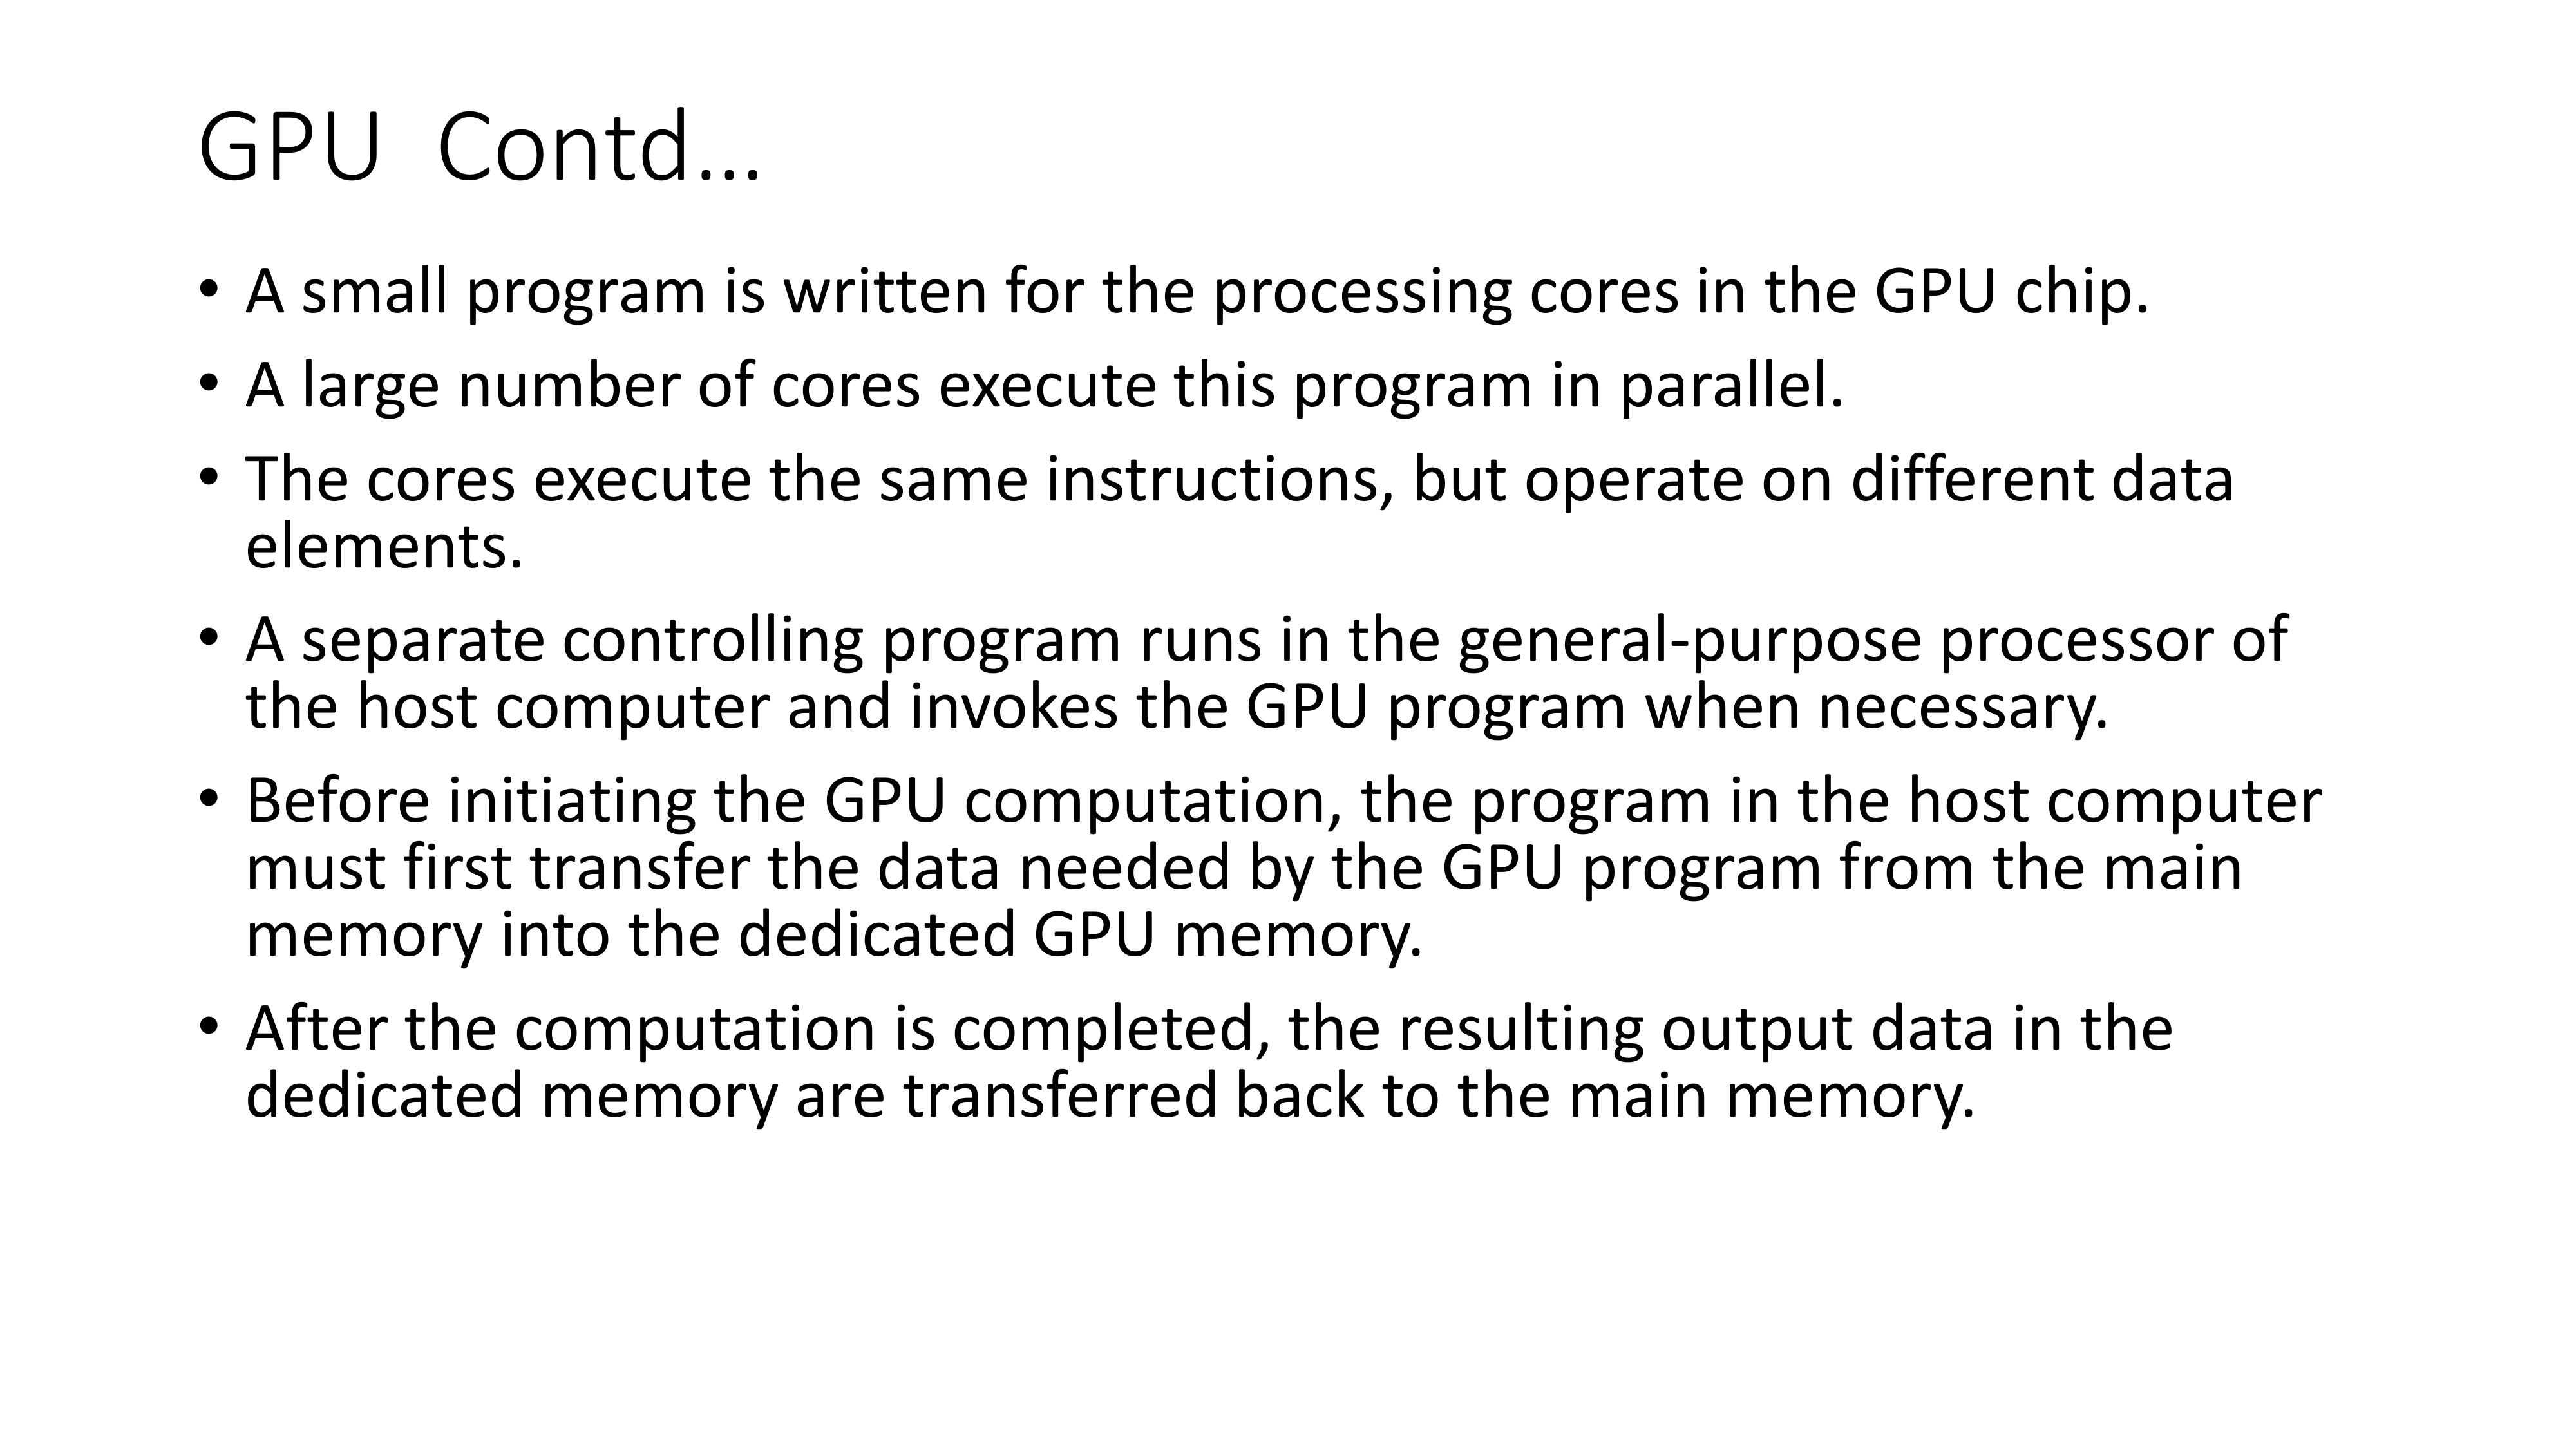 GPU  Contd…
• A small program is written for the processing cores in the GPU chip.
• A large number of cores execute this program in parallel.
• The cores execute the same instructions, but operate on different data
elements.
• A separate controlling program runs in the general-purpose processor of
the host computer and invokes the GPU program when necessary.
• Before initiating the GPU computation, the program in the host computer
must first transfer the data needed by the GPU program from the main
memory into the dedicated GPU memory.
• After the computation is completed, the resulting output data in the
dedicated memory are transferred back to the main memory.